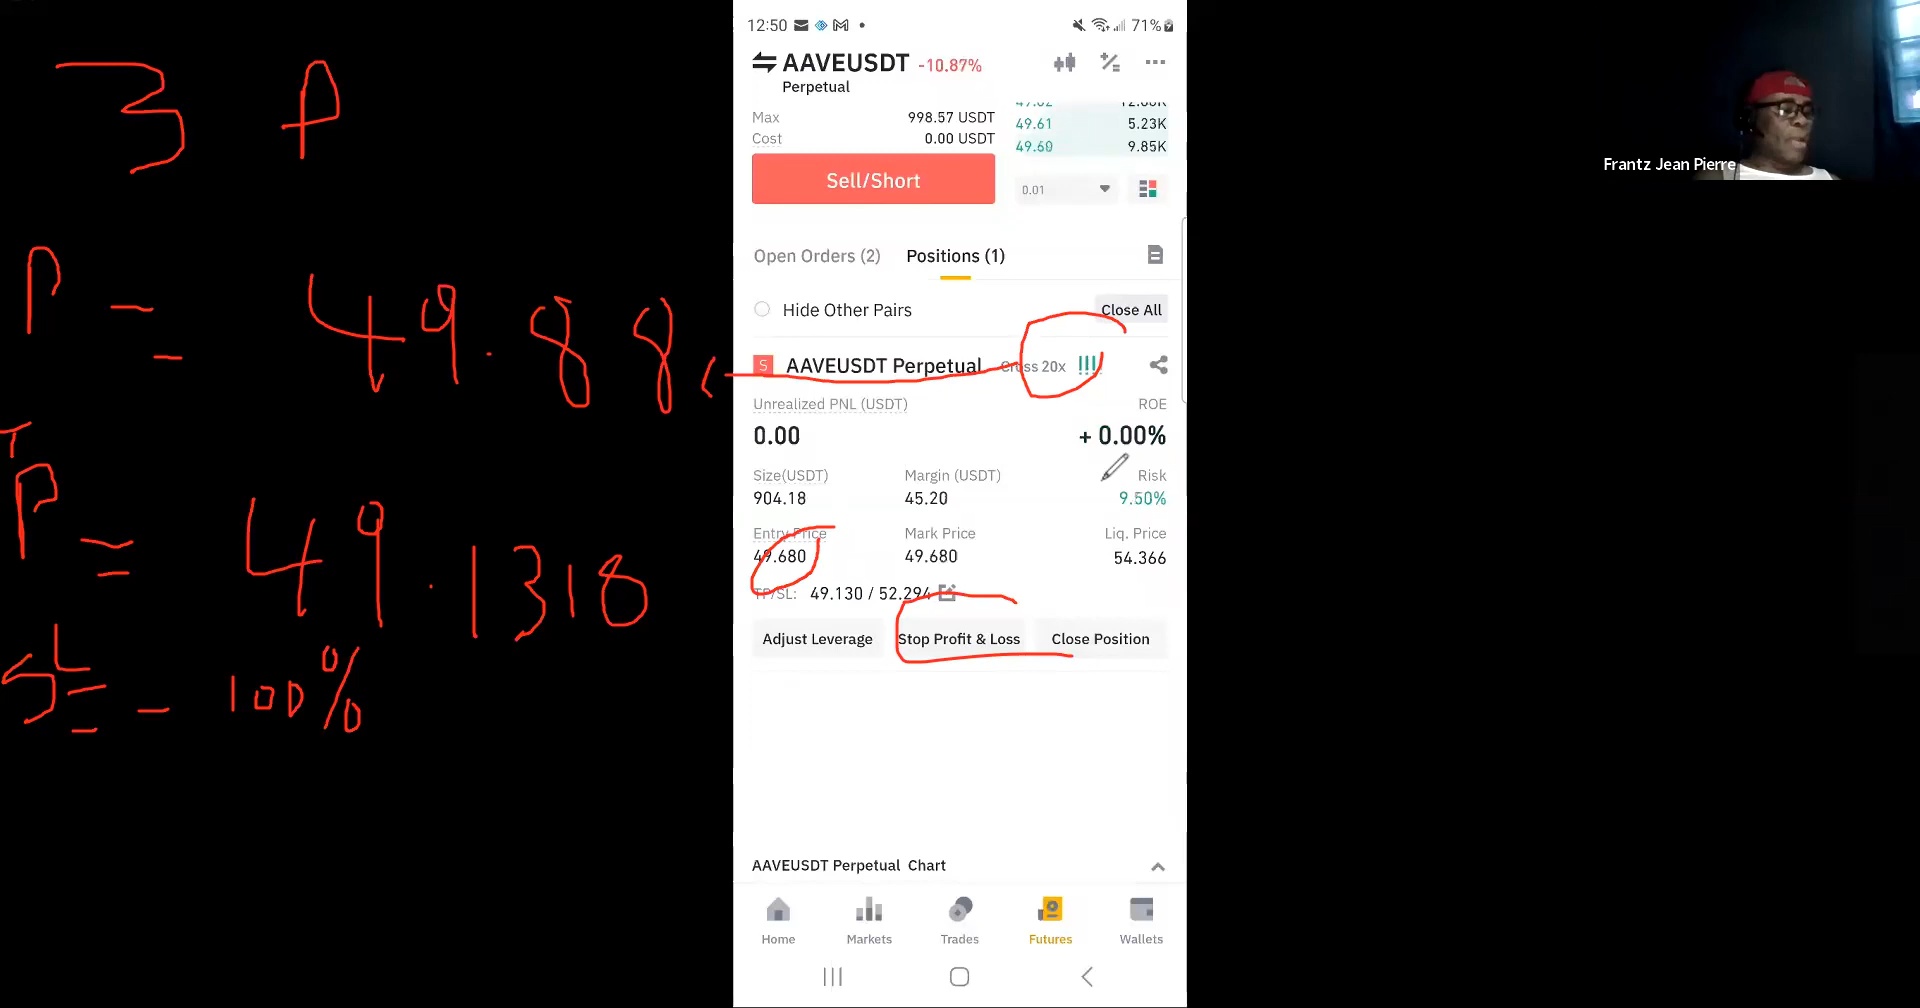 3 P
P = 49.88
T
P = 49.1318
SL = - 100%
12:50 71%
AAVEUSDT -10.87%
Perpetual
Max 998.57 USDT
Cost 0.00 USDT
49.61 5.23K
49.60 9.85K
Sell/Short
0.01
Open Orders (2) Positions (1)
Hide Other Pairs Close All
S AAVEUSDT Perpetual Cross 20x !!!!
Unrealized PNL (USDT) ROE
0.00 + 0.00%
Size(USDT) Margin (USDT) Risk
904.18 45.20 9.50%
Entry Price Mark Price Liq. Price
49.680 49.680 54.366
TP/SL: 49.130 / 52.294
Adjust Leverage Stop Profit & Loss Close Position
AAVEUSDT Perpetual Chart
Home Markets Trades Futures Wallets
Frantz Jean Pierre